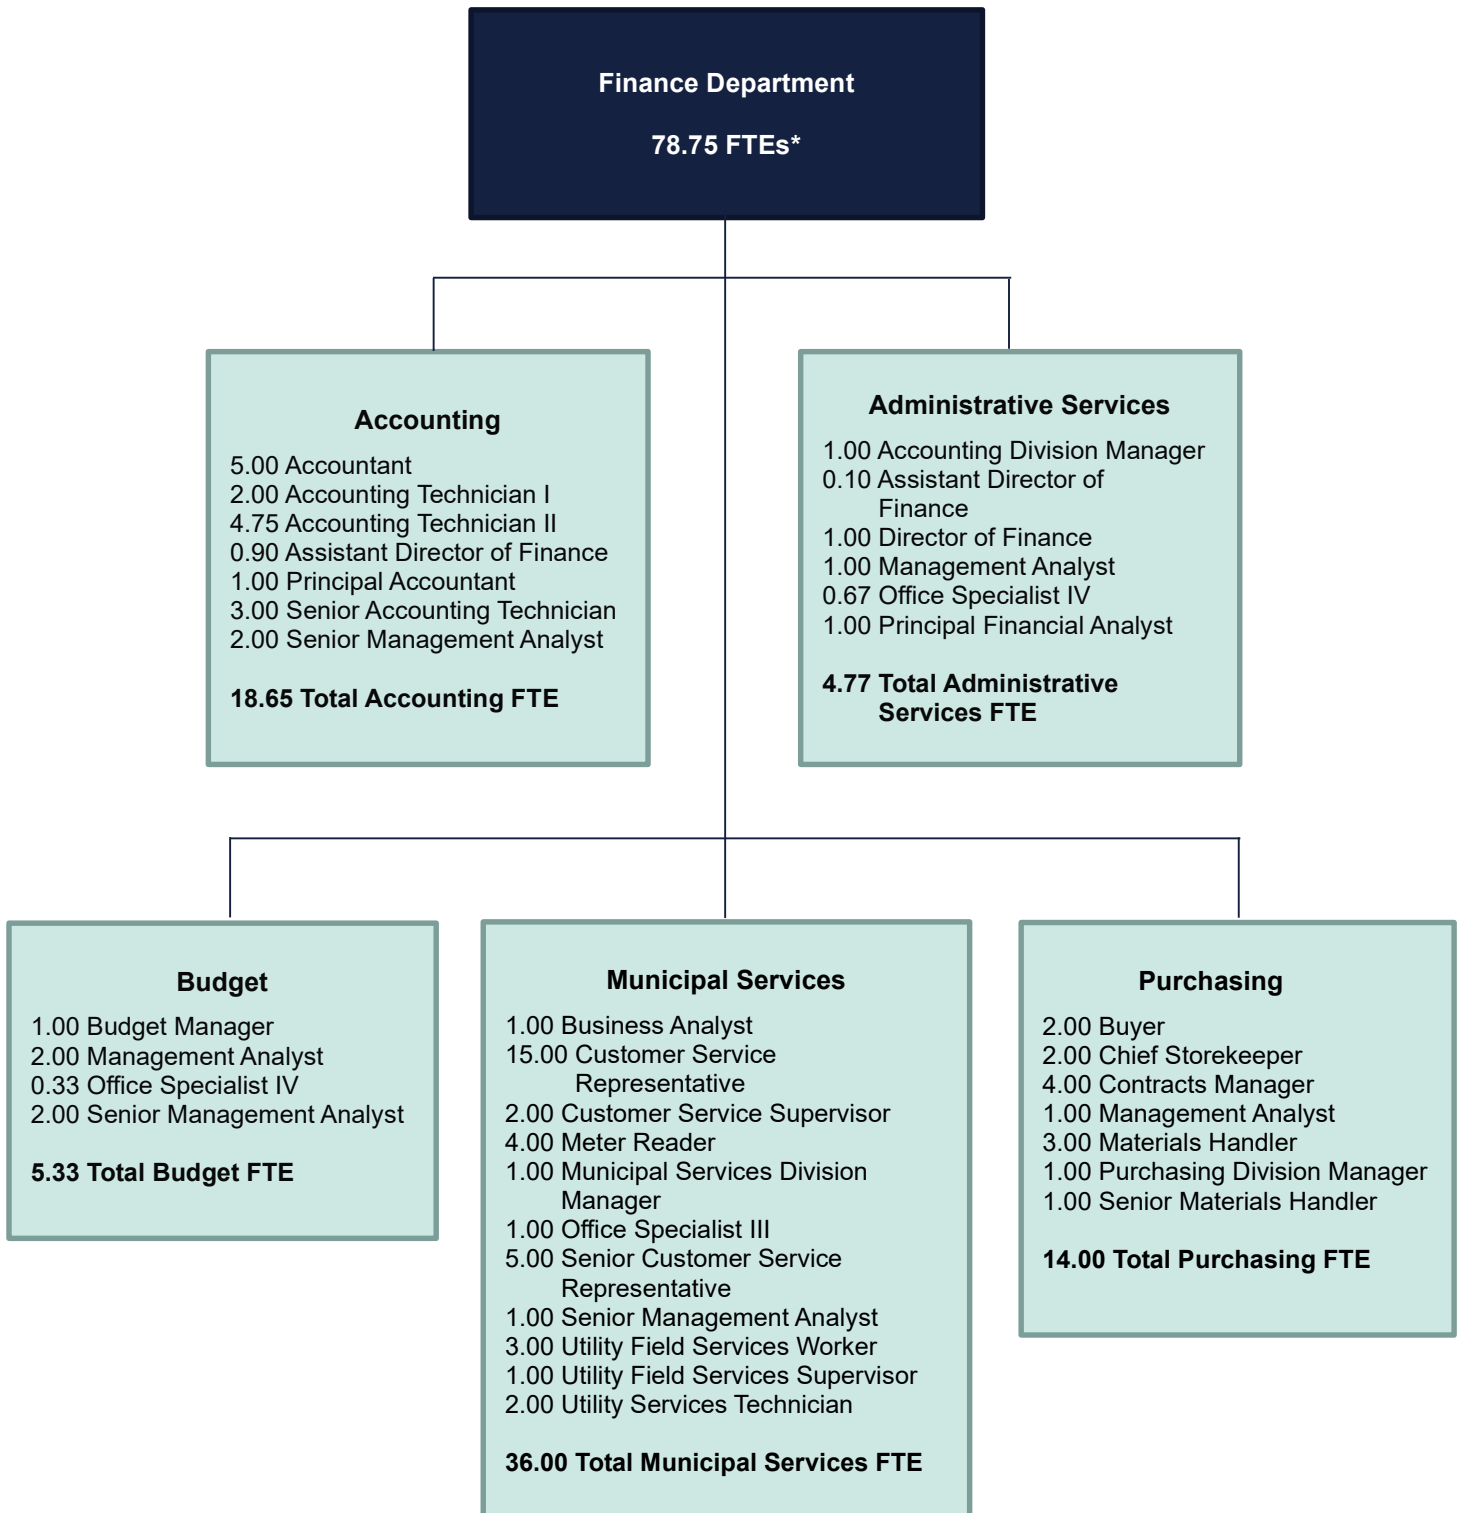 Finance Department
78.75 FTEs*
Accounting
5.00 Accountant
2.00 Accounting Technician I
4.75 Accounting Technician II
0.90 Assistant Director of Finance
1.00 Principal Accountant
3.00 Senior Accounting Technician
2.00 Senior Management Analyst
18.65 Total Accounting FTE
Administrative Services
1.00 Accounting Division Manager
0.10 Assistant Director of
Finance
1.00 Director of Finance
1.00 Management Analyst
0.67 Office Specialist IV
1.00 Principal Financial Analyst
4.77 Total Administrative
Services FTE
Budget
1.00 Budget Manager
2.00 Management Analyst
0.33 Office Specialist IV
2.00 Senior Management Analyst
5.33 Total Budget FTE
Municipal Services
1.00 Business Analyst
15.00 Customer Service
Representative
2.00 Customer Service Supervisor
4.00 Meter Reader
1.00 Municipal Services Division
Manager
1.00 Office Specialist III
5.00 Senior Customer Service
Representative
1.00 Senior Management Analyst
3.00 Utility Field Services Worker
1.00 Utility Field Services Supervisor
2.00 Utility Services Technician
36.00 Total Municipal Services FTE
Purchasing
2.00 Buyer
2.00 Chief Storekeeper
4.00 Contracts Manager
1.00 Management Analyst
3.00 Materials Handler
1.00 Purchasing Division Manager
1.00 Senior Materials Handler
14.00 Total Purchasing FTE